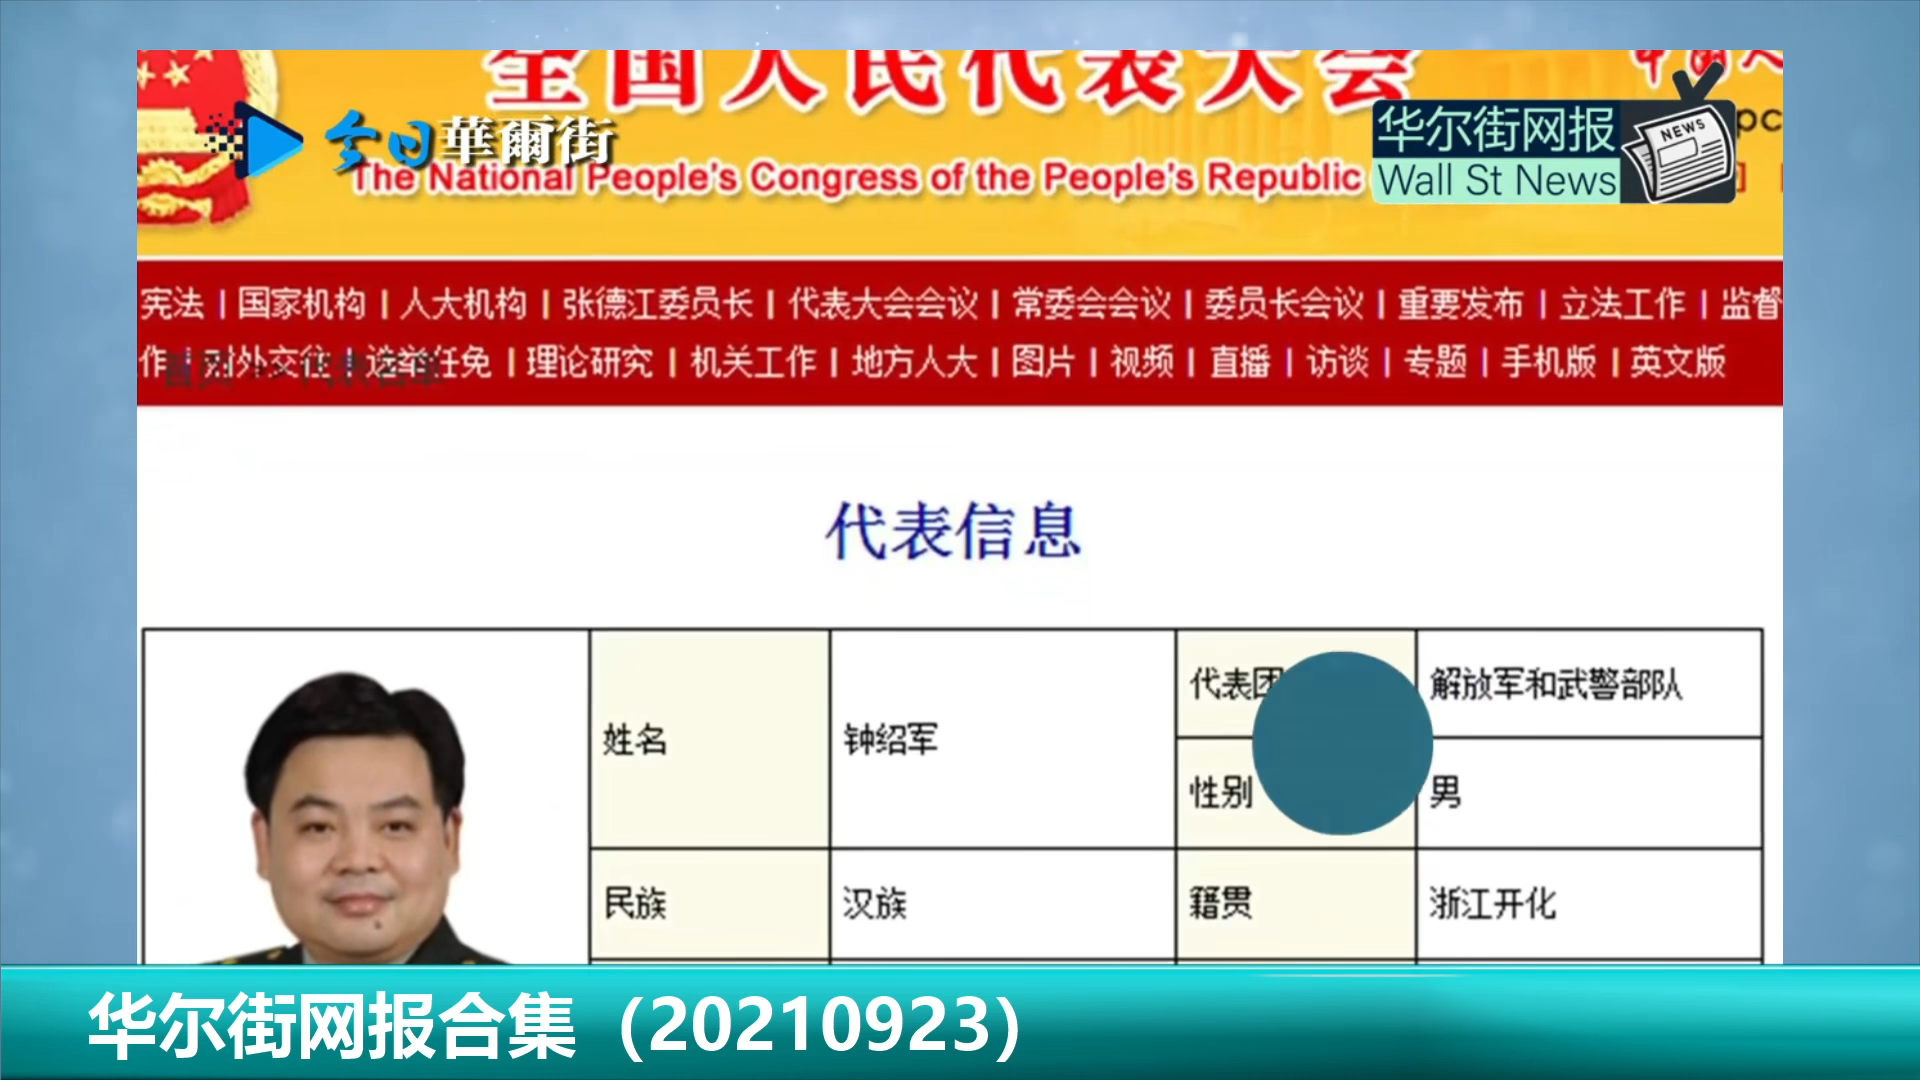 全国人民代表大会
今日華爾街
华尔街网报
NEWS
Wall St News
The National People's Congress of the People's Republic
宪法 | 国家机构 | 人大机构 | 张德江委员长 | 代表大会会议 | 常委会会议 | 委员长会议 | 重要发布 | 立法工作 | 监督
作 | 对外交往 | 选举任免 | 理论研究 | 机关工作 | 地方人大 | 图片 | 视频 | 直播 | 访谈 | 专题 | 手机版 | 英文版
代表信息
姓名 钟绍军 代表团 解放军和武警部队
性别 男
民族 汉族 籍贯 浙江开化
华尔街网报合集（20210923）